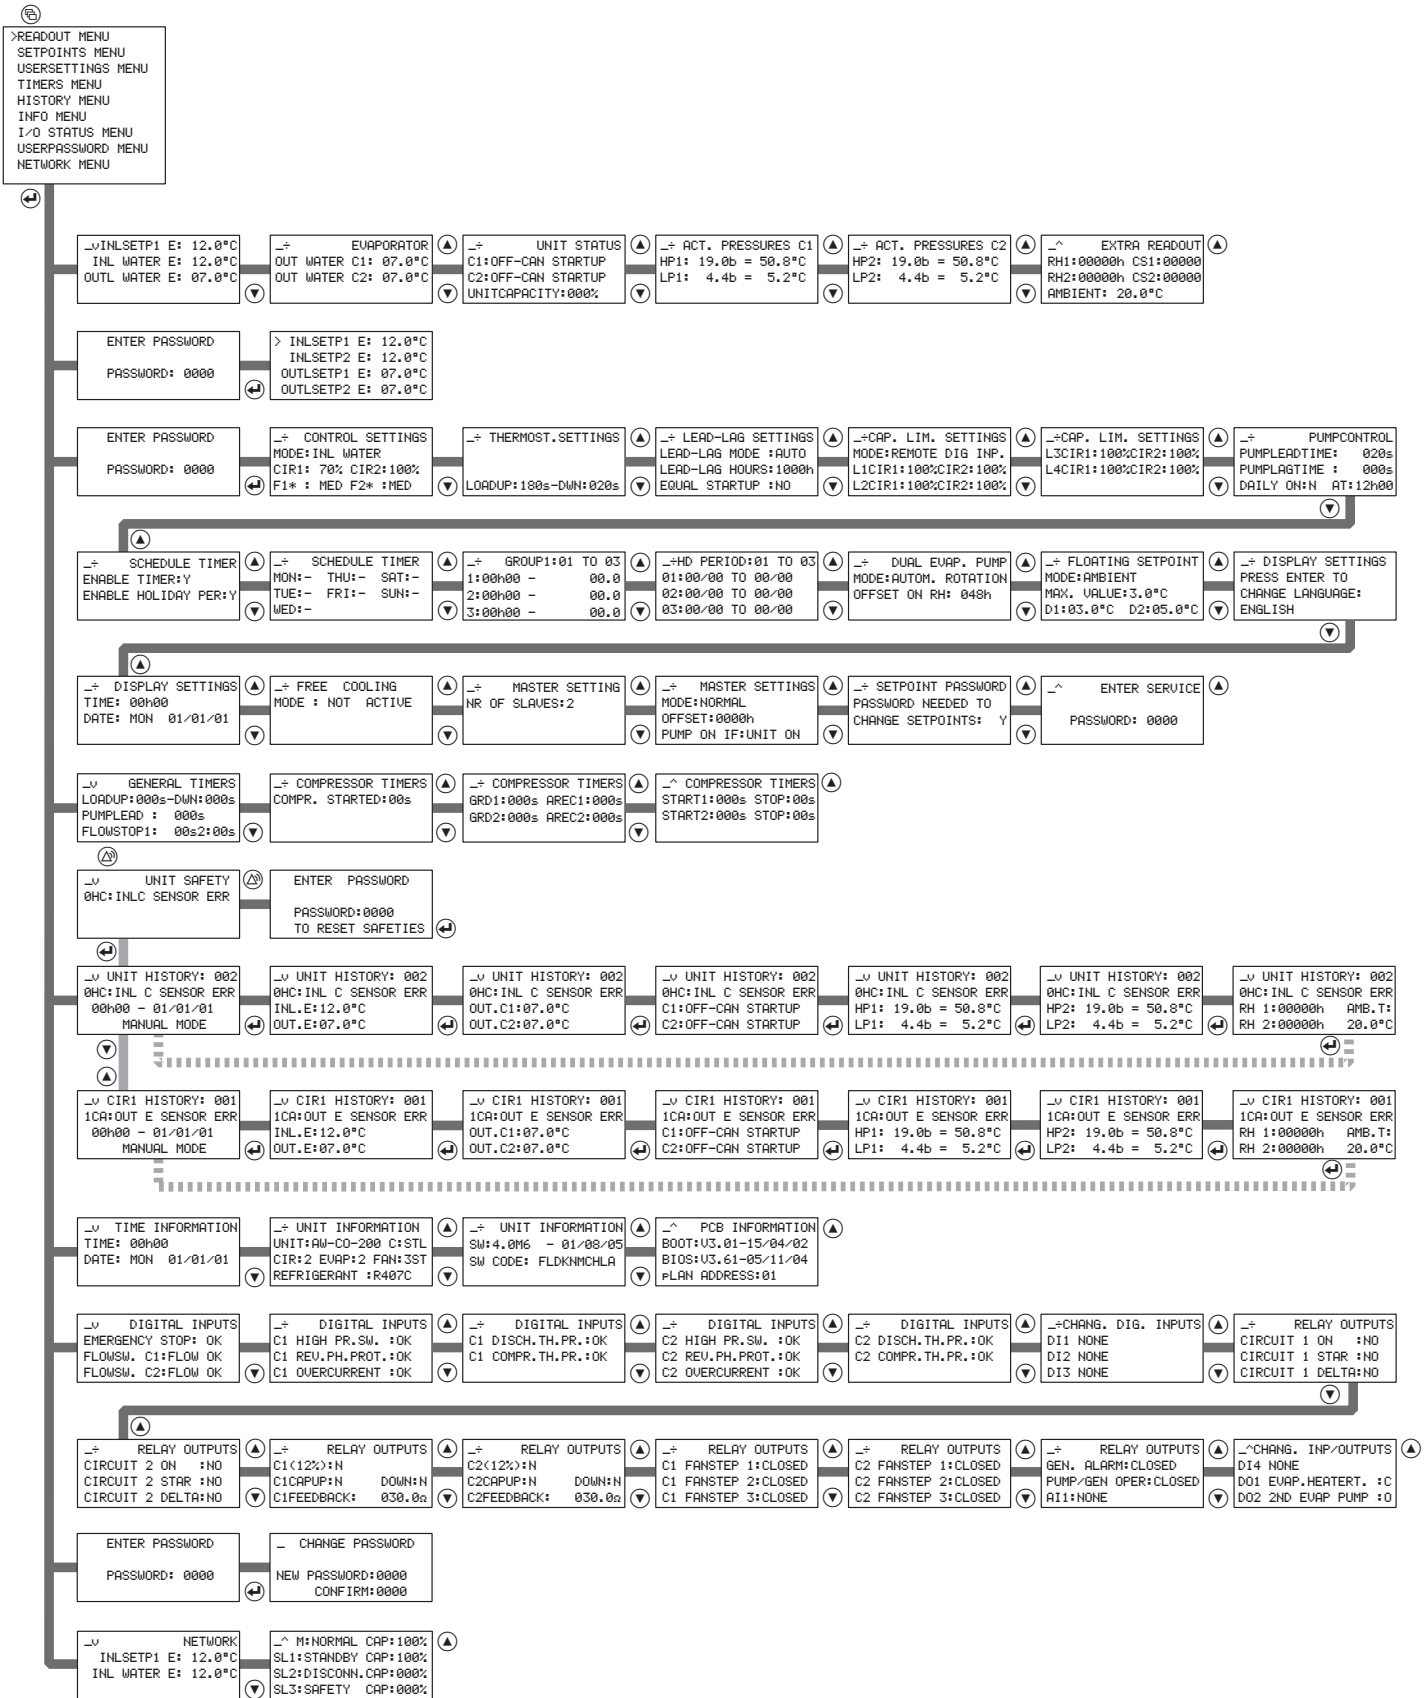 >READOUT MENU
SETPOINTS MENU
USERSETTINGS MENU
TIMERS MENU
HISTORY MENU
INFO MENU
I/O STATUS MENU
USERPASSWORD MENU
NETWORK MENU
_vINLSETP1 E: 12.0°C
INL WATER E: 12.0°C
OUTL WATER E: 07.0°C
_÷ EVAPORATOR
OUT WATER C1: 07.0°C
OUT WATER C2: 07.0°C
_÷ UNIT STATUS
C1:OFF-CAN STARTUP
C2:OFF-CAN STARTUP
UNITCAPACITY:000%
_÷ ACT. PRESSURES C1
HP1: 19.0b = 50.8°C
LP1: 4.4b = 5.2°C
_÷ ACT. PRESSURES C2
HP2: 19.0b = 50.8°C
LP2: 4.4b = 5.2°C
_^ EXTRA READOUT
RH1:00000h CS1:00000
RH2:00000h CS2:00000
AMBIENT: 20.0°C
ENTER PASSWORD
PASSWORD: 0000
> INLSETP1 E: 12.0°C
INLSETP2 E: 12.0°C
OUTLSETP1 E: 07.0°C
OUTLSETP2 E: 07.0°C
ENTER PASSWORD
PASSWORD: 0000
_÷ CONTROL SETTINGS
MODE:INL WATER
CIR1: 70% CIR2:100%
F1* : MED F2* :MED
_÷ THERMOST.SETTINGS
LOADUP:180s-DWN:020s
_÷ LEAD-LAG SETTINGS
LEAD-LAG MODE :AUTO
LEAD-LAG HOURS:1000h
EQUAL STARTUP :NO
_÷CAP. LIM. SETTINGS
MODE:REMOTE DIG INP.
L1CIR1:100%CIR2:100%
L2CIR1:100%CIR2:100%
_÷CAP. LIM. SETTINGS
L3CIR1:100%CIR2:100%
L4CIR1:100%CIR2:100%
_÷ PUMPCONTROL
PUMPLEADTIME: 020s
PUMPLAGTIME : 000s
DAILY ON:N AT:12h00
_÷ SCHEDULE TIMER
ENABLE TIMER:Y
ENABLE HOLIDAY PER:Y
_÷ SCHEDULE TIMER
MON:- THU:- SAT:-
TUE:- FRI:- SUN:-
WED:-
_÷ GROUP1:01 TO 03
1:00h00 - 00.0
2:00h00 - 00.0
3:00h00 - 00.0
_÷HD PERIOD:01 TO 03
01:00/00 TO 00/00
02:00/00 TO 00/00
03:00/00 TO 00/00
_÷ DUAL EVAP. PUMP
MODE:AUTOM. ROTATION
OFFSET ON RH: 048h
_÷ FLOATING SETPOINT
MODE:AMBIENT
MAX. VALUE:3.0°C
D1:03.0°C D2:05.0°C
_÷ DISPLAY SETTINGS
PRESS ENTER TO
CHANGE LANGUAGE:
ENGLISH
_÷ DISPLAY SETTINGS
TIME: 00h00
DATE: MON 01/01/01
_÷ FREE COOLING
MODE : NOT ACTIVE
_÷ MASTER SETTING
NR OF SLAVES:2
_÷ MASTER SETTINGS
MODE:NORMAL
OFFSET:0000h
PUMP ON IF:UNIT ON
_÷ SETPOINT PASSWORD
PASSWORD NEEDED TO
CHANGE SETPOINTS: Y
_^ ENTER SERVICE
PASSWORD: 0000
_v GENERAL TIMERS
LOADUP:000s-DWN:000s
PUMPLEAD : 000s
FLOWSTOP1: 00s2:00s
_÷ COMPRESSOR TIMERS
COMPR. STARTED:00s
_÷ COMPRESSOR TIMERS
GRD1:000s AREC1:000s
GRD2:000s AREC2:000s
_^ COMPRESSOR TIMERS
START1:000s STOP:00s
START2:000s STOP:00s
_v UNIT SAFETY
0HC:INLC SENSOR ERR
ENTER PASSWORD
PASSWORD:0000
TO RESET SAFETIES
_v UNIT HISTORY: 002
0HC:INL C SENSOR ERR
00h00 - 01/01/01
MANUAL MODE
_v UNIT HISTORY: 002
0HC:INL C SENSOR ERR
INL.E:12.0°C
OUT.E:07.0°C
_v UNIT HISTORY: 002
0HC:INL C SENSOR ERR
OUT.C1:07.0°C
OUT.C2:07.0°C
_v UNIT HISTORY: 002
0HC:INL C SENSOR ERR
C1:OFF-CAN STARTUP
C2:OFF-CAN STARTUP
_v UNIT HISTORY: 002
0HC:INL C SENSOR ERR
HP1: 19.0b = 50.8°C
LP1: 4.4b = 5.2°C
_v UNIT HISTORY: 002
0HC:INL C SENSOR ERR
HP2: 19.0b = 50.8°C
LP2: 4.4b = 5.2°C
_v UNIT HISTORY: 002
0HC:INL C SENSOR ERR
RH 1:00000h AMB.T:
RH 2:00000h 20.0°C
_v CIR1 HISTORY: 001
1CA:OUT E SENSOR ERR
00h00 - 01/01/01
MANUAL MODE
_v CIR1 HISTORY: 001
1CA:OUT E SENSOR ERR
INL.E:12.0°C
OUT.E:07.0°C
_v CIR1 HISTORY: 001
1CA:OUT E SENSOR ERR
OUT.C1:07.0°C
OUT.C2:07.0°C
_v CIR1 HISTORY: 001
1CA:OUT E SENSOR ERR
C1:OFF-CAN STARTUP
C2:OFF-CAN STARTUP
_v CIR1 HISTORY: 001
1CA:OUT E SENSOR ERR
HP1: 19.0b = 50.8°C
LP1: 4.4b = 5.2°C
_v CIR1 HISTORY: 001
1CA:OUT E SENSOR ERR
HP2: 19.0b = 50.8°C
LP2: 4.4b = 5.2°C
_v CIR1 HISTORY: 001
1CA:OUT E SENSOR ERR
RH 1:00000h AMB.T:
RH 2:00000h 20.0°C
_v TIME INFORMATION
TIME: 00h00
DATE: MON 01/01/01
_÷ UNIT INFORMATION
UNIT:AW-CO-200 C:STL
CIR:2 EVAP:2 FAN:3ST
REFRIGERANT :R407C
_÷ UNIT INFORMATION
SW:4.0M6 - 01/08/05
SW CODE: FLDKNMCHLA
_^ PCB INFORMATION
BOOT:V3.01-15/04/02
BIOS:V3.61-05/11/04
pLAN ADDRESS:01
_v DIGITAL INPUTS
EMERGENCY STOP: OK
FLOWSW. C1:FLOW OK
FLOWSW. C2:FLOW OK
_÷ DIGITAL INPUTS
C1 HIGH PR.SW. :OK
C1 REV.PH.PROT.:OK
C1 OVERCURRENT :OK
_÷ DIGITAL INPUTS
C1 DISCH.TH.PR.:OK
C1 COMPR.TH.PR.:OK
_÷ DIGITAL INPUTS
C2 HIGH PR.SW. :OK
C2 REV.PH.PROT.:OK
C2 OVERCURRENT :OK
_÷ DIGITAL INPUTS
C2 DISCH.TH.PR.:OK
C2 COMPR.TH.PR.:OK
_÷CHANG. DIG. INPUTS
DI1 NONE
DI2 NONE
DI3 NONE
_÷ RELAY OUTPUTS
CIRCUIT 1 ON :NO
CIRCUIT 1 STAR :NO
CIRCUIT 1 DELTA:NO
_÷ RELAY OUTPUTS
CIRCUIT 2 ON :NO
CIRCUIT 2 STAR :NO
CIRCUIT 2 DELTA:NO
_÷ RELAY OUTPUTS
C1(12%):N
C1CAPUP:N DOWN:N
C1FEEDBACK: 030.0Ω
_÷ RELAY OUTPUTS
C2(12%):N
C2CAPUP:N DOWN:N
C2FEEDBACK: 030.0Ω
_÷ RELAY OUTPUTS
C1 FANSTEP 1:CLOSED
C1 FANSTEP 2:CLOSED
C1 FANSTEP 3:CLOSED
_÷ RELAY OUTPUTS
C2 FANSTEP 1:CLOSED
C2 FANSTEP 2:CLOSED
C2 FANSTEP 3:CLOSED
_÷ RELAY OUTPUTS
GEN. ALARM:CLOSED
PUMP/GEN OPER:CLOSED
AI1:NONE
_^CHANG. INP/OUTPUTS
DI4 NONE
DO1 EVAP.HEATERT. :C
DO2 2ND EVAP PUMP :O
ENTER PASSWORD
PASSWORD: 0000
_ CHANGE PASSWORD
NEW PASSWORD:0000
CONFIRM:0000
_v NETWORK
INLSETP1 E: 12.0°C
INL WATER E: 12.0°C
_^ M:NORMAL CAP:100%
SL1:STANDBY CAP:100%
SL2:DISCONN.CAP:000%
SL3:SAFETY CAP:000%